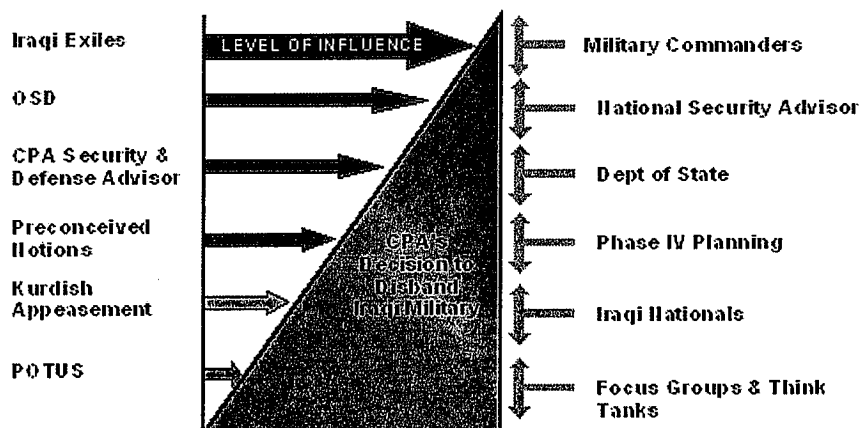 Iraqi Exiles
LEVEL OF INFLUENCE
OSD
CPA Security &
Defense Advisor
Preconceived
Notions
Kurdish
Appeasement
POTUS
CPA's
Decision to
Disband
Iraqi Military
Military Commanders
National Security Advisor
Dept of State
Phase IV Planning
Iraqi Nationals
Focus Groups & Think
Tanks